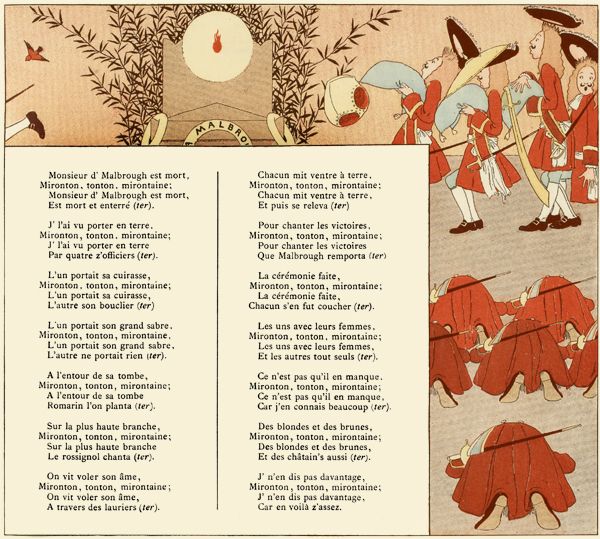 A MALBROU
Monsieur d' Malbrough est mort,
Mironton, tonton, mirontaine;
Monsieur d' Malbrough est mort,
Est mort et enterré (ter).
J' l'ai vu porter en terre.
Mironton, tonton, mirontaine;
J' l'ai vu porter en terre
Par quatre z'officiers (ter).
L'un portait sa cuirasse,
Mironton, tonton, mirontaine;
L'un portait sa cuirasse,
L'autre son bouclier (ter)
L'un portait son grand sabre,
Mironton, tonton, mirontaine,
L'un portait son grand sabre,
L'autre ne portait rien (ter).
A l'entour de sa tombe,
Mironton, tonton, mirontaine;
A l'entour de sa tombe
Romarin l'on planta (ter).
Sur la plus haute branche,
Mironton, tonton, mirontaine;
Sur la plus haute branche
Le rossignol chanta (ter).
On vit voler son âme,
Mironton, tonton, mirontaine;
On vit voler son âme,
A travers des lauriers (ter).
Chacun mit ventre à terre,
Mironton, tonton, mirontaine;
Chacun mit ventre à terre
Et puis se releva (ter)
Pour chanter les victoires,
Mironton, tonton, mirontaine;
Pour chanter les victoires
Que Malbrough remporta (ter)
La cérémonie faite,
Mironton, tonton, mirontaine;
La cérémonie faite,
Chacun s'en fut coucher (ter).
Les uns avec leurs femmes,
Mironton, tonton, mirontaine;
Les uns avec leurs femmes,
Et les autres tout seuls (ter).
Ce n'est pas qu'il en manque,
Mironton, tonton, mirontaine;
Ce n'est pas qu'il en manque,
Car j'en connais beaucoup (ter).
Des blondes et des brunes,
Mironton, tonton, mirontaine;
Des blondes et des brunes,
Et des châtain's aussi (ter).
J' n'en dis pas davantage,
Mironton, tonton, mirontaine;
J' n'en dis pas davantage,
Car en voilà z'assez.